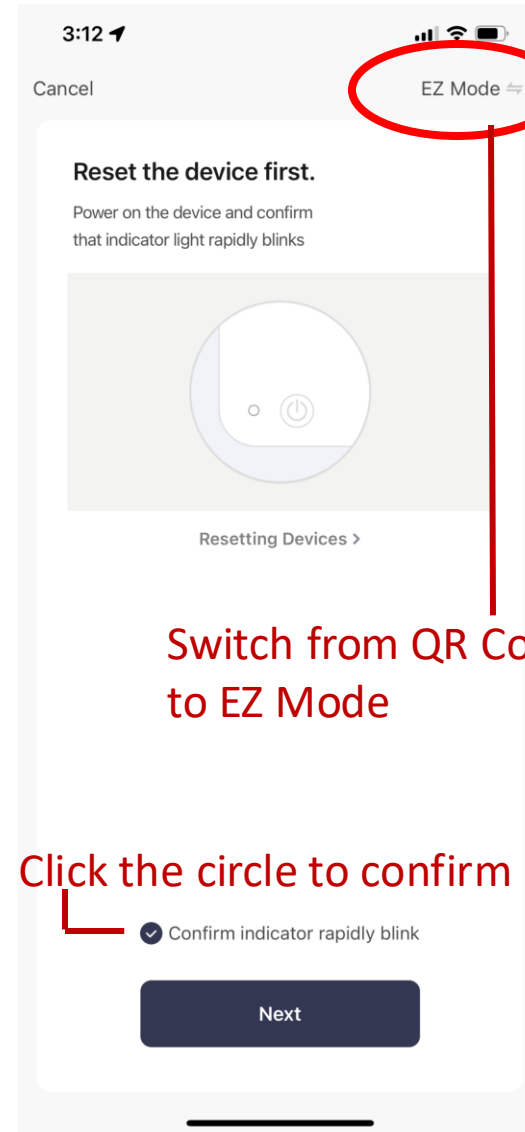 3:12
Cancel
EZ Mode
Reset the device first.
Power on the device and confirm
that indicator light rapidly blinks
Resetting Devices >
Switch from QR Co
to EZ Mode
Click the circle to confirm
Confirm indicator rapidly blink
Next